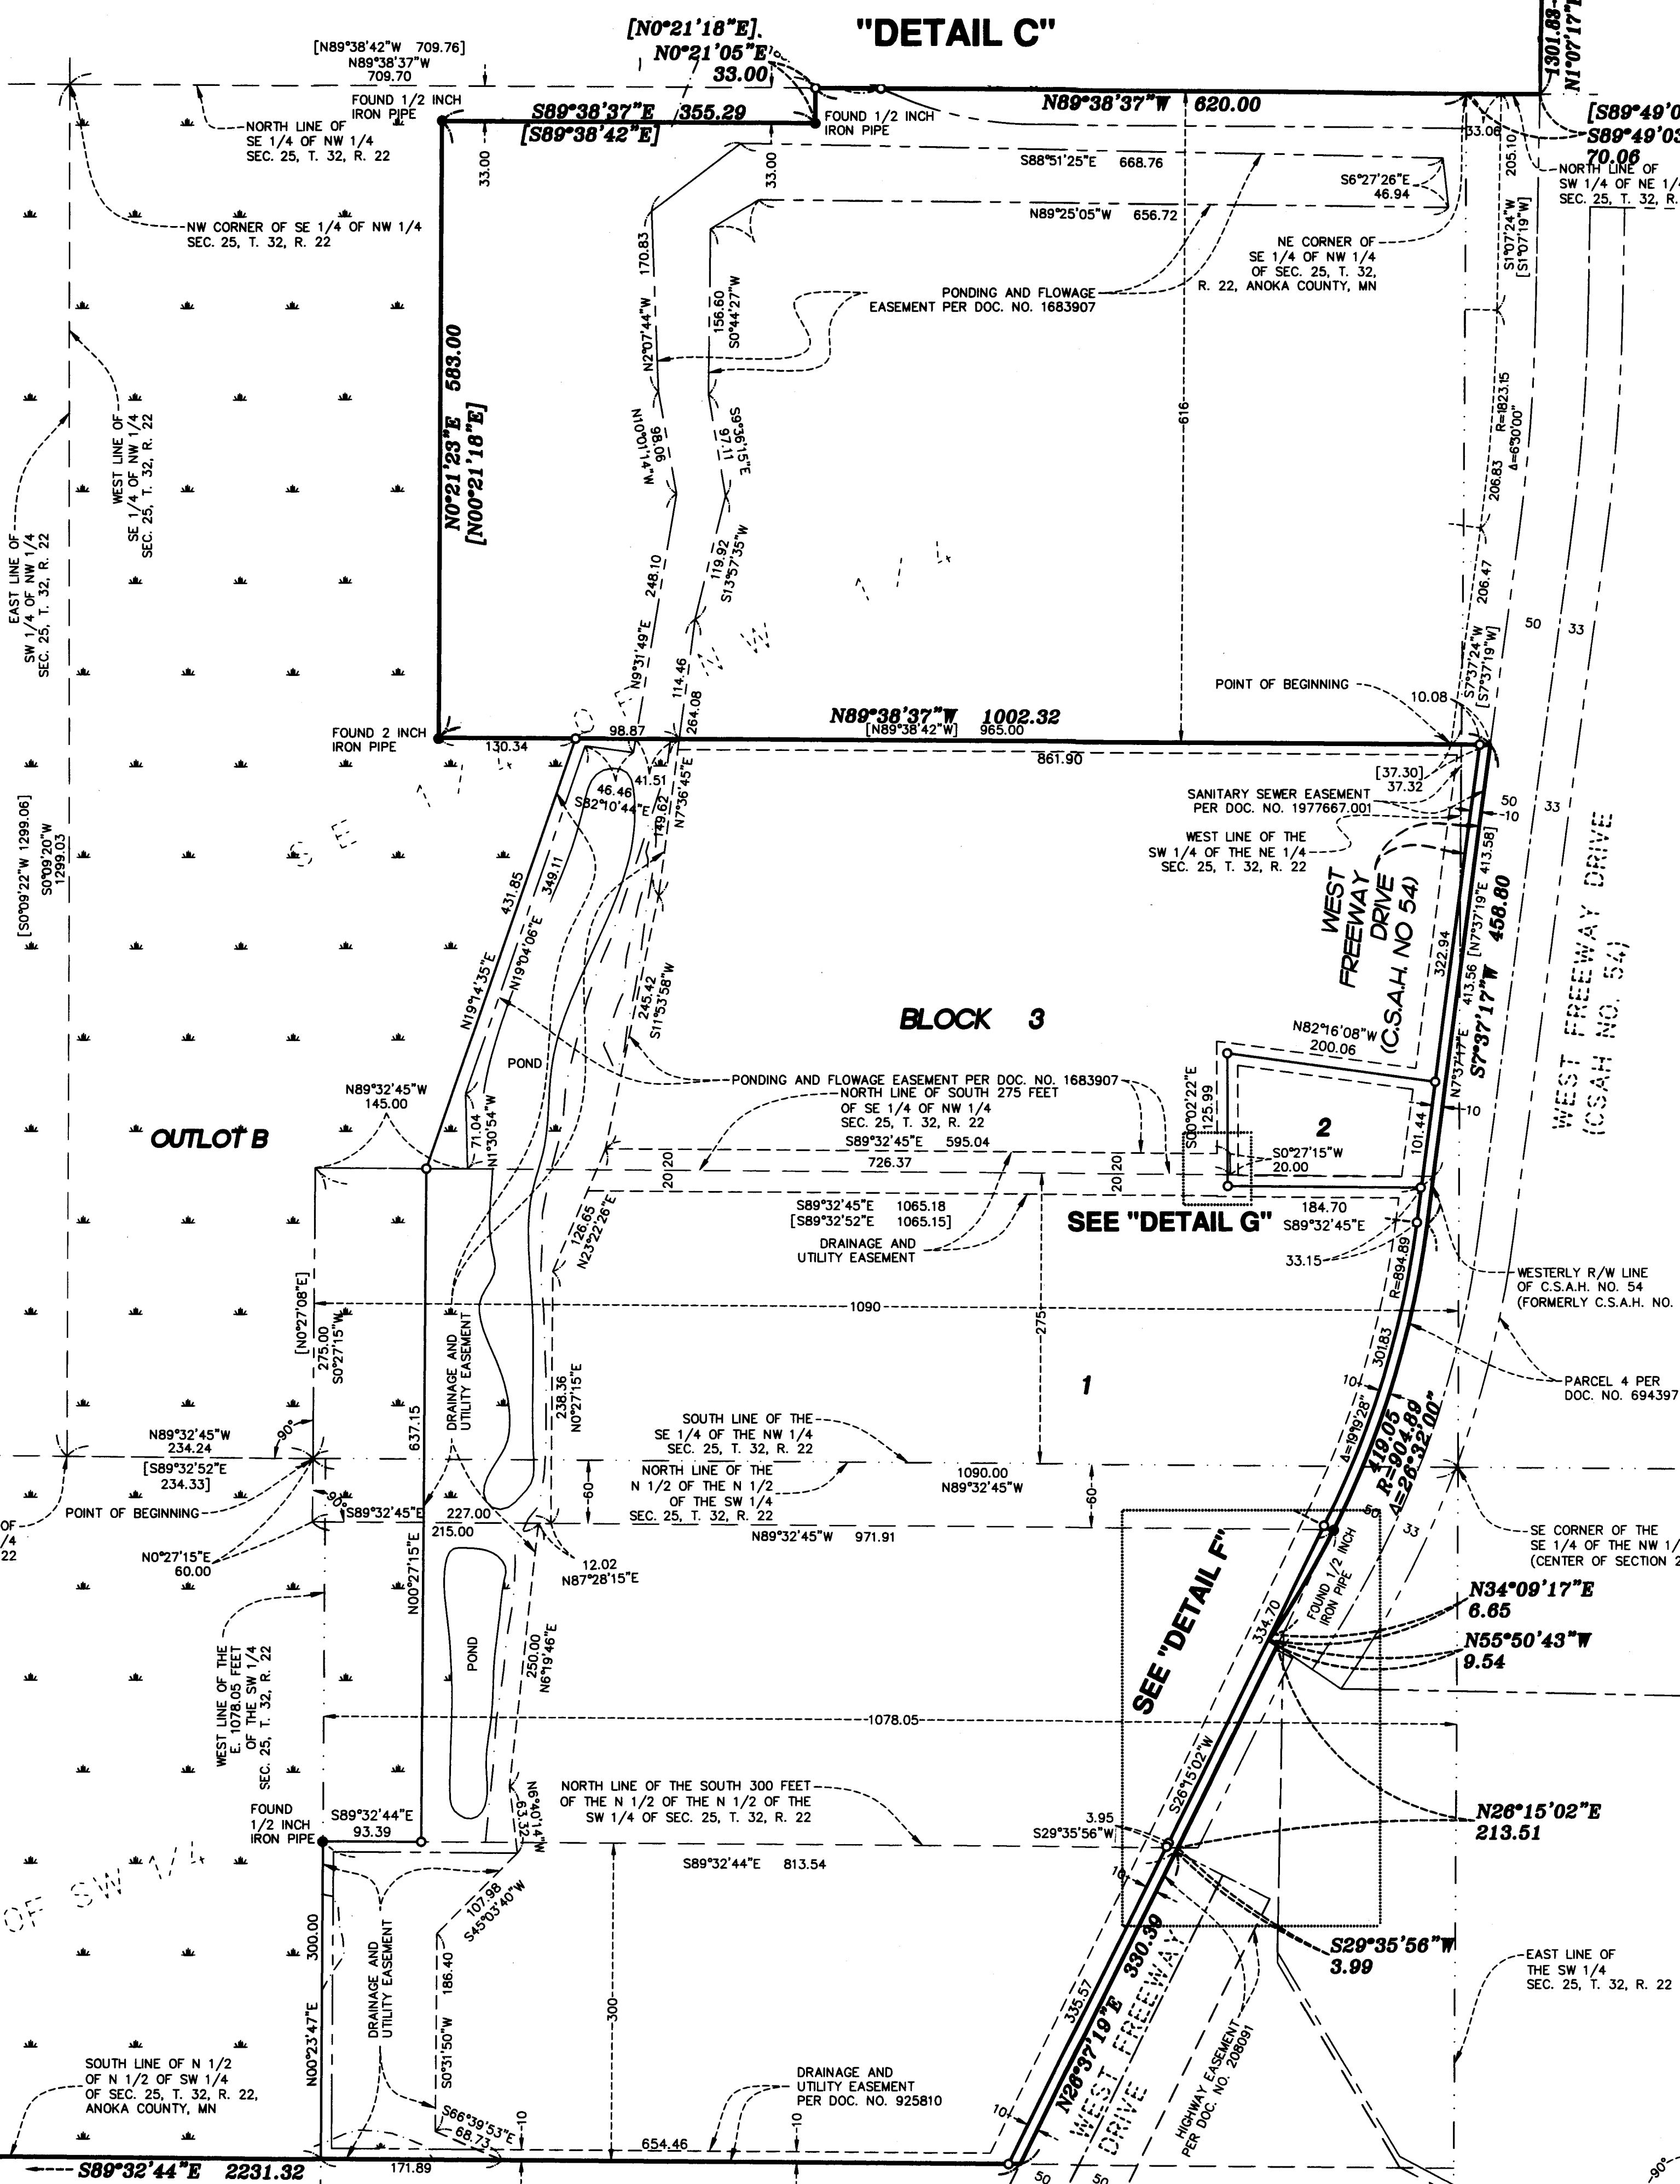 "DETAIL C"
[N0°21'18"E].
N0°21'05"E
33.00
[N89°38'42"W 709.76]
N89°38'37"W
709.70
FOUND 1/2 INCH
IRON PIPE
S89°38'37"E 355.29
[S89°38'42"E]
FOUND 1/2 INCH
IRON PIPE
N89°38'37"W 620.00
1301.83
N1°07'17"E
[S89°49'0
S89°49'03
70.06
NORTH LINE OF
SW 1/4 OF NE 1/4
SEC. 25, T. 32, R.
NORTH LINE OF
SE 1/4 OF NW 1/4
SEC. 25, T. 32, R. 22
33.00
33.00
33.06
205.10
S1°07'24"W
[S1°07'19"W]
S88°51'25"E 668.76
S6°27'26"E
46.94
N89°25'05"W 656.72
NW CORNER OF SE 1/4 OF NW 1/4
SEC. 25, T. 32, R. 22
NE CORNER OF
SE 1/4 OF NW 1/4
OF SEC. 25, T. 32,
R. 22, ANOKA COUNTY, MN
PONDING AND FLOWAGE
EASEMENT PER DOC. NO. 1683907
170.83
N2°07'44"W
156.60
S0°44'27"W
N0°21'23"E 583.00
[N00°21'18"E]
WEST LINE OF
SE 1/4 OF NW 1/4
SEC. 25, T. 32, R. 22
EAST LINE OF
SW 1/4 OF NW 1/4
SEC. 25, T. 32, R. 22
98.06
N10°01'14"W
S9°36'15"E
97.11
616
R=1823.15
Δ=6°30'00"
206.83
119.92
S13°57'35"W
248.10
N9°31'49"E
114.46
264.08
206.47
S7°37'24"W
[S7°37'19"W]
50
33
SE 1/4 OF NW 1/4
POINT OF BEGINNING
10.08
FOUND 2 INCH
IRON PIPE
130.34
98.87
N89°38'37"W 1002.32
[N89°38'42"W] 965.00
861.90
41.51
46.46
S82°10'44"E
149.62
N7°36'45"E
[37.30]
37.32
SANITARY SEWER EASEMENT
PER DOC. NO. 1977667.001
50
33
10
WEST LINE OF THE
SW 1/4 OF THE NE 1/4
SEC. 25, T. 32, R. 22
[S0°09'22"W 1299.06]
S0°09'20"W
1299.03
431.85
N19°14'35"E
349.11
N19°04'06"E
WEST
FREEWAY
DRIVE
(C.S.A.H. NO 54)
322.94
N7°37'17"E 413.56 [N7°37'19"E 413.58]
S7°37'17"W 458.80
WEST FREEWAY DRIVE
(CSAH NO. 54)
245.42
S11°53'58"W
BLOCK 3
N82°16'08"W
200.06
POND
PONDING AND FLOWAGE EASEMENT PER DOC. NO. 1683907
NORTH LINE OF SOUTH 275 FEET
OF SE 1/4 OF NW 1/4
SEC. 25, T. 32, R. 22
S00°02'22"E
125.99
2
10
101.44
N89°32'45"W
145.00
OUTLOT B
71.04
N1°30'54"W
S89°32'45"E 595.04
726.37
20 20
20 20
S0°27'15"W
20.00
S89°32'45"E 1065.18
[S89°32'52"E 1065.15]
SEE "DETAIL G"
184.70
S89°32'45"E
DRAINAGE AND
UTILITY EASEMENT
33.15
126.65
N23°22'26"E
R=894.89
WESTERLY R/W LINE
OF C.S.A.H. NO. 54
(FORMERLY C.S.A.H. NO.
1090
275
[N0°27'08"E]
275.00
S0°27'15"W
DRAINAGE AND
UTILITY EASEMENT
637.15
238.36
N0°27'15"E
1
301.83
Δ=19°19'28"
10
PARCEL 4 PER
DOC. NO. 694397
419.05
R=904.89
Δ=26°32'00"
SOUTH LINE OF THE
SE 1/4 OF THE NW 1/4
SEC. 25, T. 32, R. 22
NORTH LINE OF THE
N 1/2 OF THE N 1/2
OF THE SW 1/4
SEC. 25, T. 32, R. 22
N89°32'45"W
234.24
[S89°32'52"E
234.33]
90°
90°
POINT OF BEGINNING
60
1090.00
N89°32'45"W
60
S89°32'45"E 227.00
215.00
N89°32'45"W 971.91
OF
/4
22
N0°27'15"E
60.00
12.02
N87°28'15"E
50
33
SE CORNER OF THE
SE 1/4 OF THE NW 1/
(CENTER OF SECTION 2
FOUND 1/2 INCH
IRON PIPE
N34°09'17"E
6.65
N55°50'43"W
9.54
334.70
SEE "DETAIL F"
N00°27'15"E
POND
250.00
N6°19'46"E
WEST LINE OF THE
E. 1078.05 FEET
OF THE SW 1/4
SEC. 25, T. 32, R. 22
1078.05
S26°15'02"W
NORTH LINE OF THE SOUTH 300 FEET
OF THE N 1/2 OF THE N 1/2 OF THE
SW 1/4 OF SEC. 25, T. 32, R. 22
FOUND
1/2 INCH
IRON PIPE
S89°32'44"E
93.39
N6°40'14"W
63.32
3.95
S29°35'56"W
N26°15'02"E
213.51
S89°32'44"E 813.54
OF SW 1/4
107.98
S45°03'40"W
10
S29°35'56"W
3.99
EAST LINE OF
THE SW 1/4
SEC. 25, T. 32, R. 22
300.00
N00°23'47"E
DRAINAGE AND
UTILITY EASEMENT
S0°31'50"W 186.40
300
335.57
N26°37'19"E 330.39
WEST FREEWAY
DRIVE
HIGHWAY EASEMENT
PER DOC. NO. 208091
SOUTH LINE OF N 1/2
OF N 1/2 OF SW 1/4
OF SEC. 25, T. 32, R. 22,
ANOKA COUNTY, MN
DRAINAGE AND
UTILITY EASEMENT
PER DOC. NO. 925810
S66°39'53"E
68.73
10
10
10
654.46
S89°32'44"E 2231.32
171.89
50
50
90°